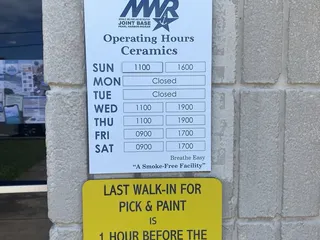 MWR
JOINT BASE
Operating Hours
Ceramics
SUN 1100 1600
MON Closed
TUE Closed
WED 1100 1900
THU 1100 1900
FRI 0900 1700
SAT 0900 1700
Breathe Easy
"A Smoke-Free Facility"
LAST WALK-IN FOR
PICK & PAINT
IS
1 HOUR BEFORE THE